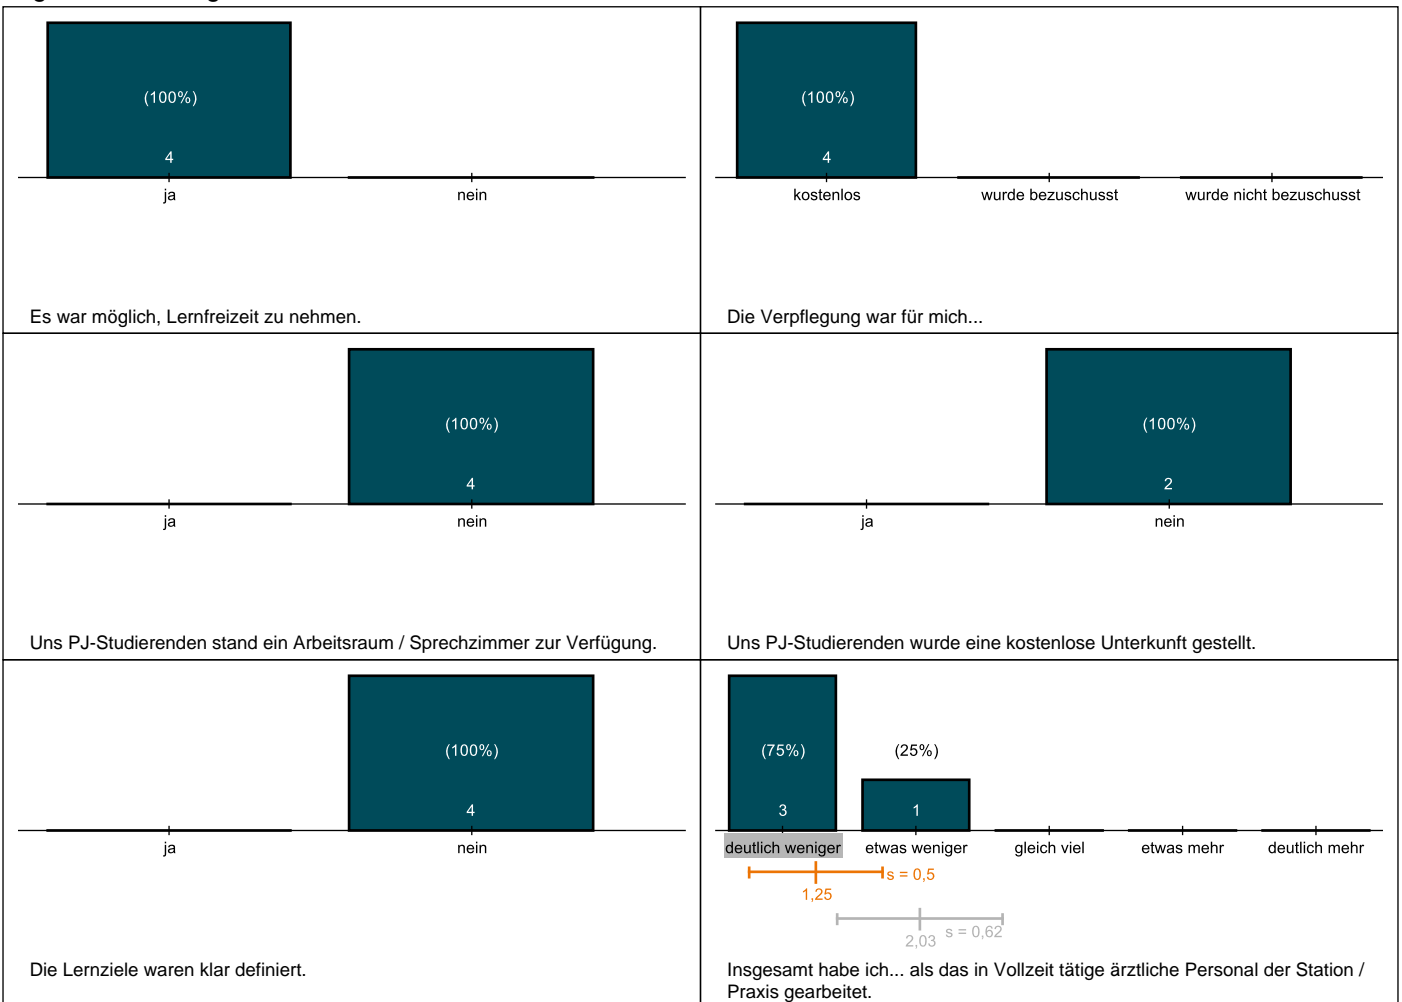 (100%)
4
ja
nein
Es war möglich, Lernfreizeit zu nehmen.
(100%)
4
kostenlos
wurde bezuschusst
wurde nicht bezuschusst
Die Verpflegung war für mich...
(100%)
4
ja
nein
Uns PJ-Studierenden stand ein Arbeitsraum / Sprechzimmer zur Verfügung.
(100%)
2
ja
nein
Uns PJ-Studierenden wurde eine kostenlose Unterkunft gestellt.
(100%)
4
ja
nein
Die Lernziele waren klar definiert.
(75%)
(25%)
3
1
deutlich weniger
etwas weniger
gleich viel
etwas mehr
deutlich mehr
s = 0,5
1,25
s = 0,62
2,03
Insgesamt habe ich... als das in Vollzeit tätige ärztliche Personal der Station /
Praxis gearbeitet.